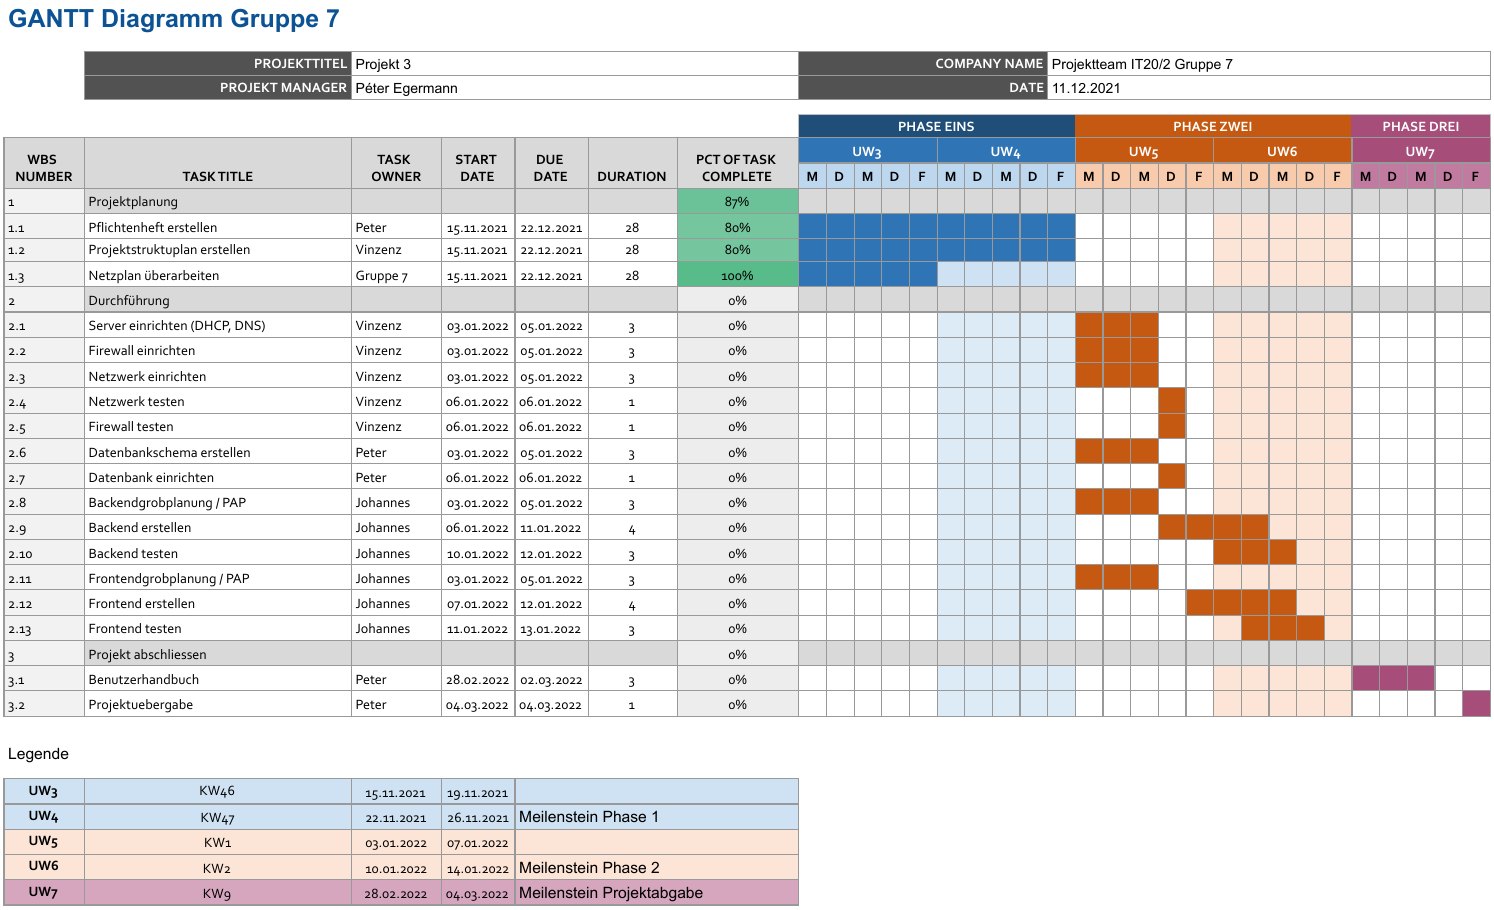 GANTT Diagramm Gruppe 7
PROJEKTTITEL Projekt 3 COMPANY NAME Projektteam IT20/2 Gruppe 7
PROJEKT MANAGER Péter Egermann DATE 11.12.2021
PHASE EINS PHASE ZWEI PHASE DREI
UW3 UW4 UW5 UW6 UW7
WBS NUMBER TASK TITLE TASK OWNER START DATE DUE DATE DURATION PCT OF TASK COMPLETE M D M D F M D M D F M D M D F M D M D F M D M D F
1 Projektplanung 87%
1.1 Pflichtenheft erstellen Peter 15.11.2021 22.12.2021 28 80%
1.2 Projektstruktuplan erstellen Vinzenz 15.11.2021 22.12.2021 28 80%
1.3 Netzplan überarbeiten Gruppe 7 15.11.2021 22.12.2021 28 100%
2 Durchführung 0%
2.1 Server einrichten (DHCP, DNS) Vinzenz 03.01.2022 05.01.2022 3 0%
2.2 Firewall einrichten Vinzenz 03.01.2022 05.01.2022 3 0%
2.3 Netzwerk einrichten Vinzenz 03.01.2022 05.01.2022 3 0%
2.4 Netzwerk testen Vinzenz 06.01.2022 06.01.2022 1 0%
2.5 Firewall testen Vinzenz 06.01.2022 06.01.2022 1 0%
2.6 Datenbankschema erstellen Peter 03.01.2022 05.01.2022 3 0%
2.7 Datenbank einrichten Peter 06.01.2022 06.01.2022 1 0%
2.8 Backendgrobplanung / PAP Johannes 03.01.2022 05.01.2022 3 0%
2.9 Backend erstellen Johannes 06.01.2022 11.01.2022 4 0%
2.10 Backend testen Johannes 10.01.2022 12.01.2022 3 0%
2.11 Frontendgrobplanung / PAP Johannes 03.01.2022 05.01.2022 3 0%
2.12 Frontend erstellen Johannes 07.01.2022 12.01.2022 4 0%
2.13 Frontend testen Johannes 11.01.2022 13.01.2022 3 0%
3 Projekt abschliessen 0%
3.1 Benutzerhandbuch Peter 28.02.2022 02.03.2022 3 0%
3.2 Projektuebergabe Peter 04.03.2022 04.03.2022 1 0%
Legende
UW3 KW46 15.11.2021 19.11.2021
UW4 KW47 22.11.2021 26.11.2021 Meilenstein Phase 1
UW5 KW1 03.01.2022 07.01.2022
UW6 KW2 10.01.2022 14.01.2022 Meilenstein Phase 2
UW7 KW9 28.02.2022 04.03.2022 Meilenstein Projektabgabe